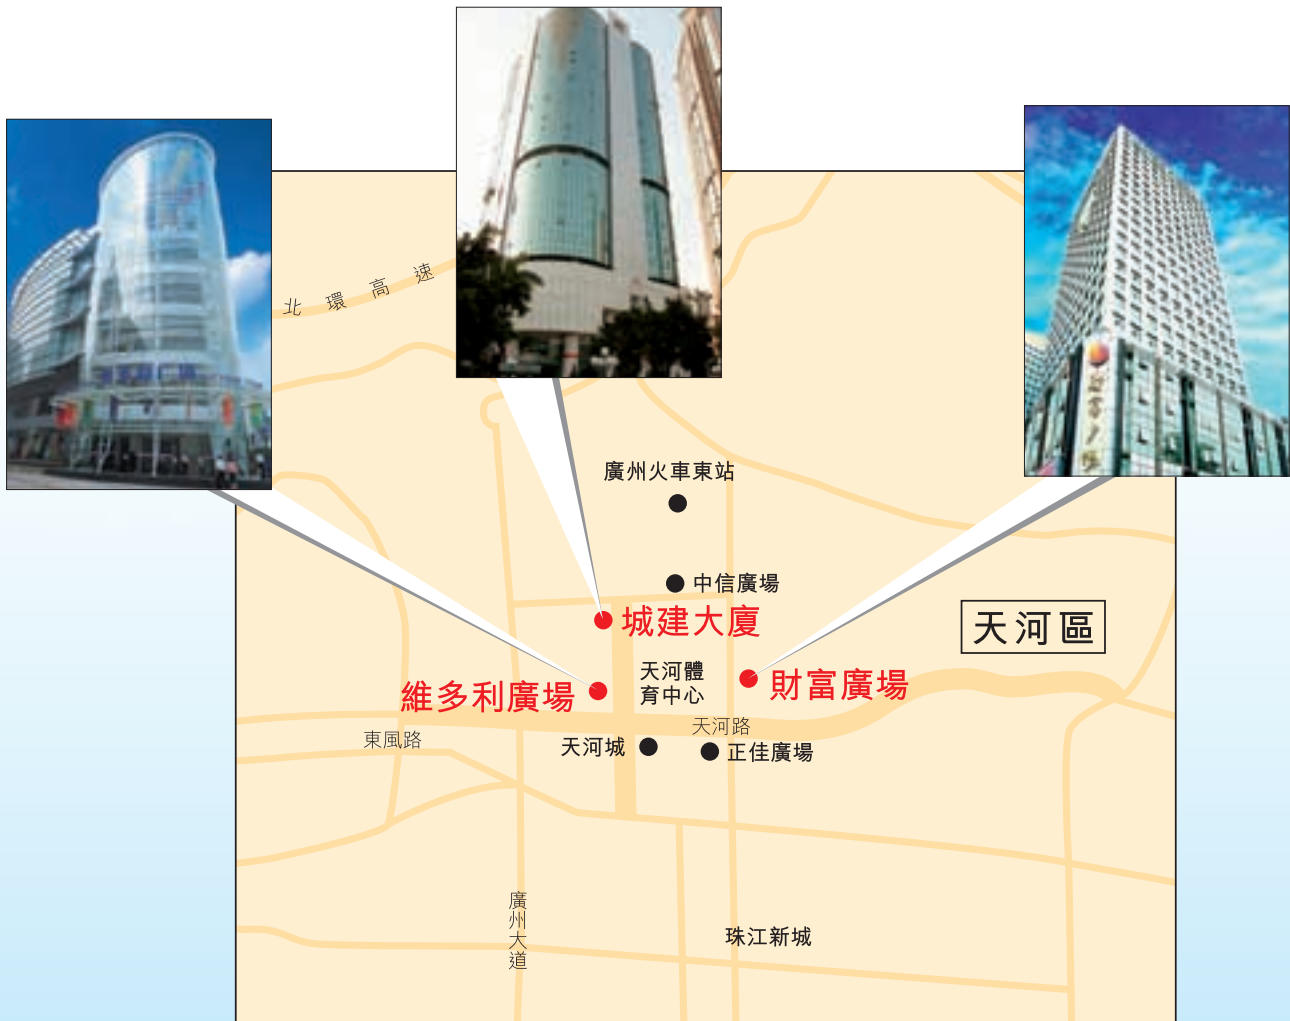 北環高速
廣州火車東站
中信廣場
城建大廈
天河區
天河體
育中心
財富廣場
維多利廣場
天河路
東風路
天河城
正佳廣場
廣州大道
珠江新城